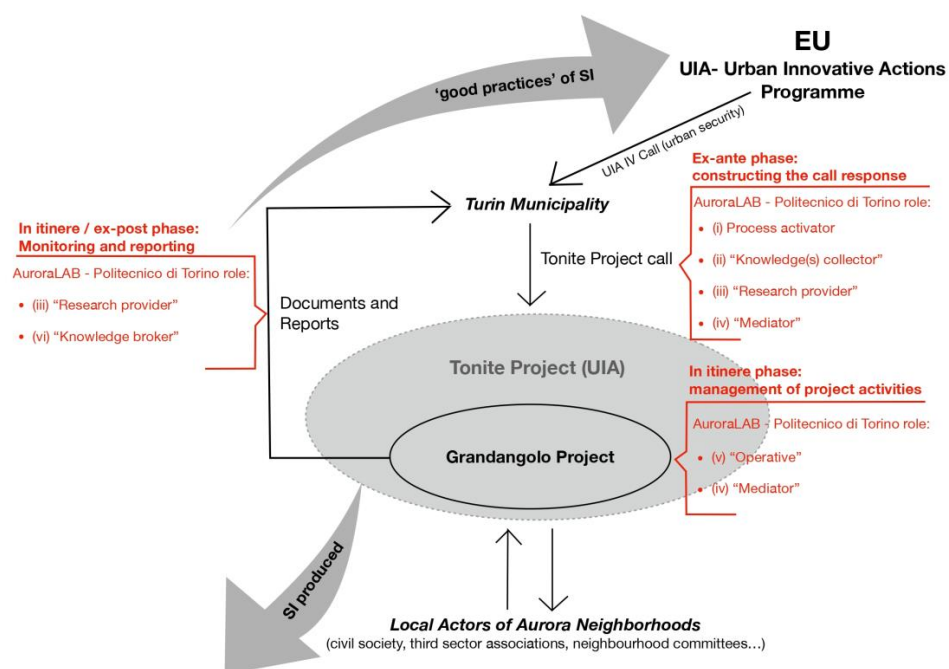 EU
UIA- Urban Innovative Actions
Programme
'good practices' of SI
UIA IV Call (urban security)
Turin Municipality
Ex-ante phase:
constructing the call response
AuroraLAB - Politecnico di Torino role:
• (i) Process activator
• (ii) “Knowledge(s) collector”
• (iii) “Research provider”
• (iv) “Mediator”
In itinere / ex-post phase:
Monitoring and reporting
AuroraLAB - Politecnico di Torino role:
• (iii) “Research provider”
• (vi) “Knowledge broker”
Tonite Project call
Documents and
Reports
Tonite Project (UIA)
In itinere phase:
management of project activities
AuroraLAB - Politecnico di Torino role:
• (v) “Operative”
• (iv) “Mediator”
Grandangolo Project
SI produced
Local Actors of Aurora Neighborhoods
(civil society, third sector associations, neighbourhood committees…)